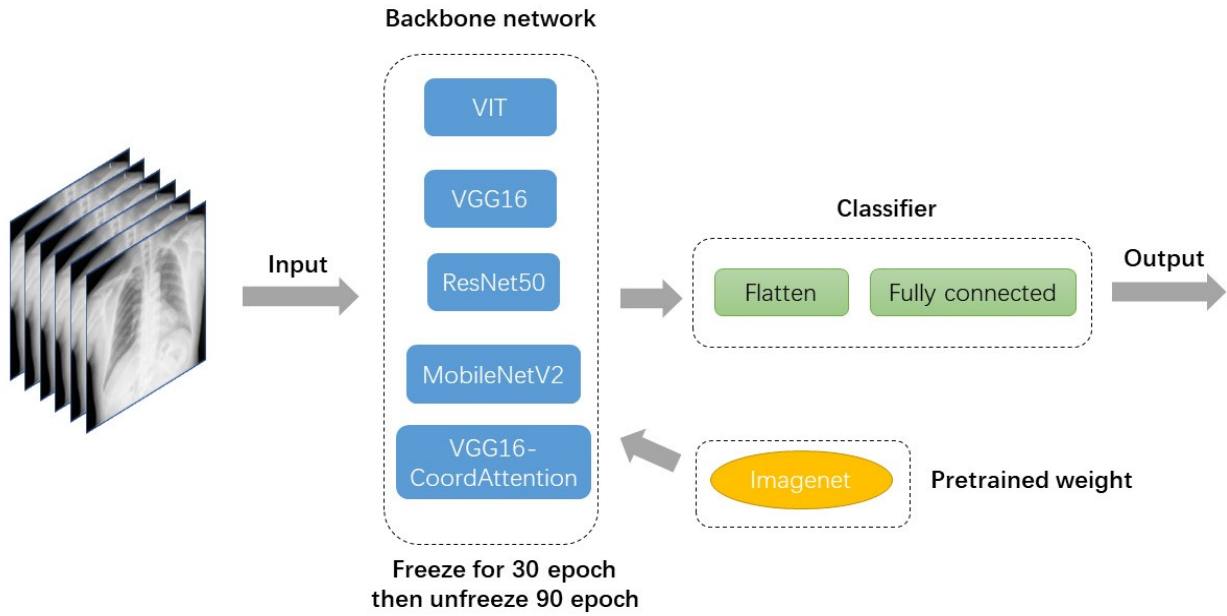 Backbone network
VIT
VGG16
ResNet50
MobileNetV2
VGG16-
CoordAttention
Freeze for 30 epoch
then unfreeze 90 epoch
Input
Classifier
Flatten
Fully connected
Output
Imagenet
Pretrained weight